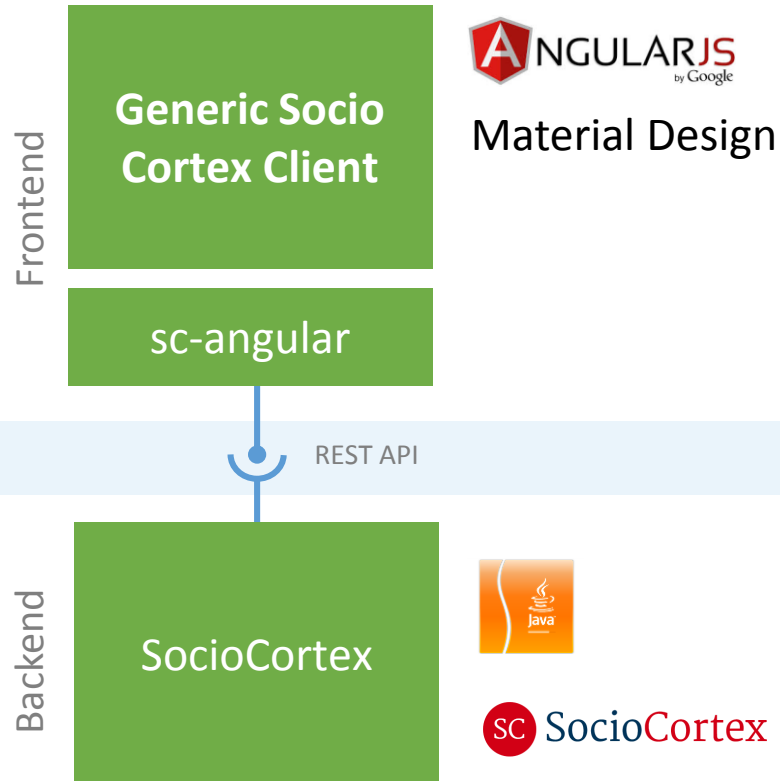 Frontend
Generic Socio
Cortex Client
ANGULARJS
by Google
Material Design
sc-angular
REST API
Backend
SocioCortex
Java
SC SocioCortex